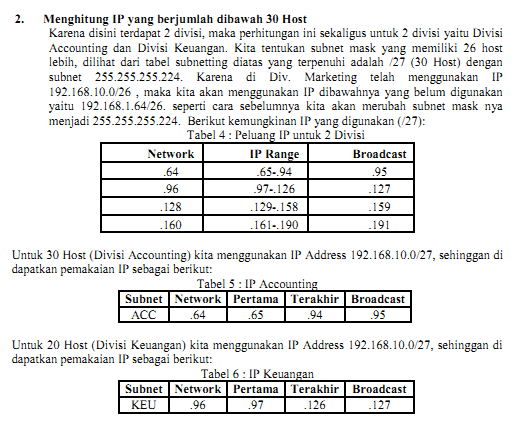 2. Menghitung IP yang berjumlah dibawah 30 Host
Karena disini terdapat 2 divisi, maka perhitungan ini sekaligus untuk 2 divisi yaitu Divisi
Accounting dan Divisi Keuangan. Kita tentukan subnet mask yang memiliki 26 host
lebih, dilihat dari tabel subnetting diatas yang terpenuhi adalah /27 (30 Host) dengan
subnet 255.255.255.224. Karena di Div. Marketing telah menggunakan IP
192.168.10.0/26 , maka kita akan menggunakan IP dibawahnya yang belum digunakan
yaitu 192.168.1.64/26. seperti cara sebelumnya kita akan merubah subnet mask nya
menjadi 255.255.255.224. Berikut kemungkinan IP yang digunakan (/27):
Tabel 4 : Peluang IP untuk 2 Divisi
Network IP Range Broadcast
.64 .65-.94 .95
.96 .97-.126 .127
.128 .129-.158 .159
.160 .161-.190 .191
Untuk 30 Host (Divisi Accounting) kita menggunakan IP Address 192.168.10.0/27, sehinggan di
dapatkan pemakaian IP sebagai berikut:
Tabel 5 : IP Accounting
Subnet Network Pertama Terakhir Broadcast
ACC .64 .65 .94 .95
Untuk 20 Host (Divisi Keuangan) kita menggunakan IP Address 192.168.10.0/27, sehinggan di
dapatkan pemakaian IP sebagai berikut:
Tabel 6 : IP Keuangan
Subnet Network Pertama Terakhir Broadcast
KEU .96 .97 .126 .127